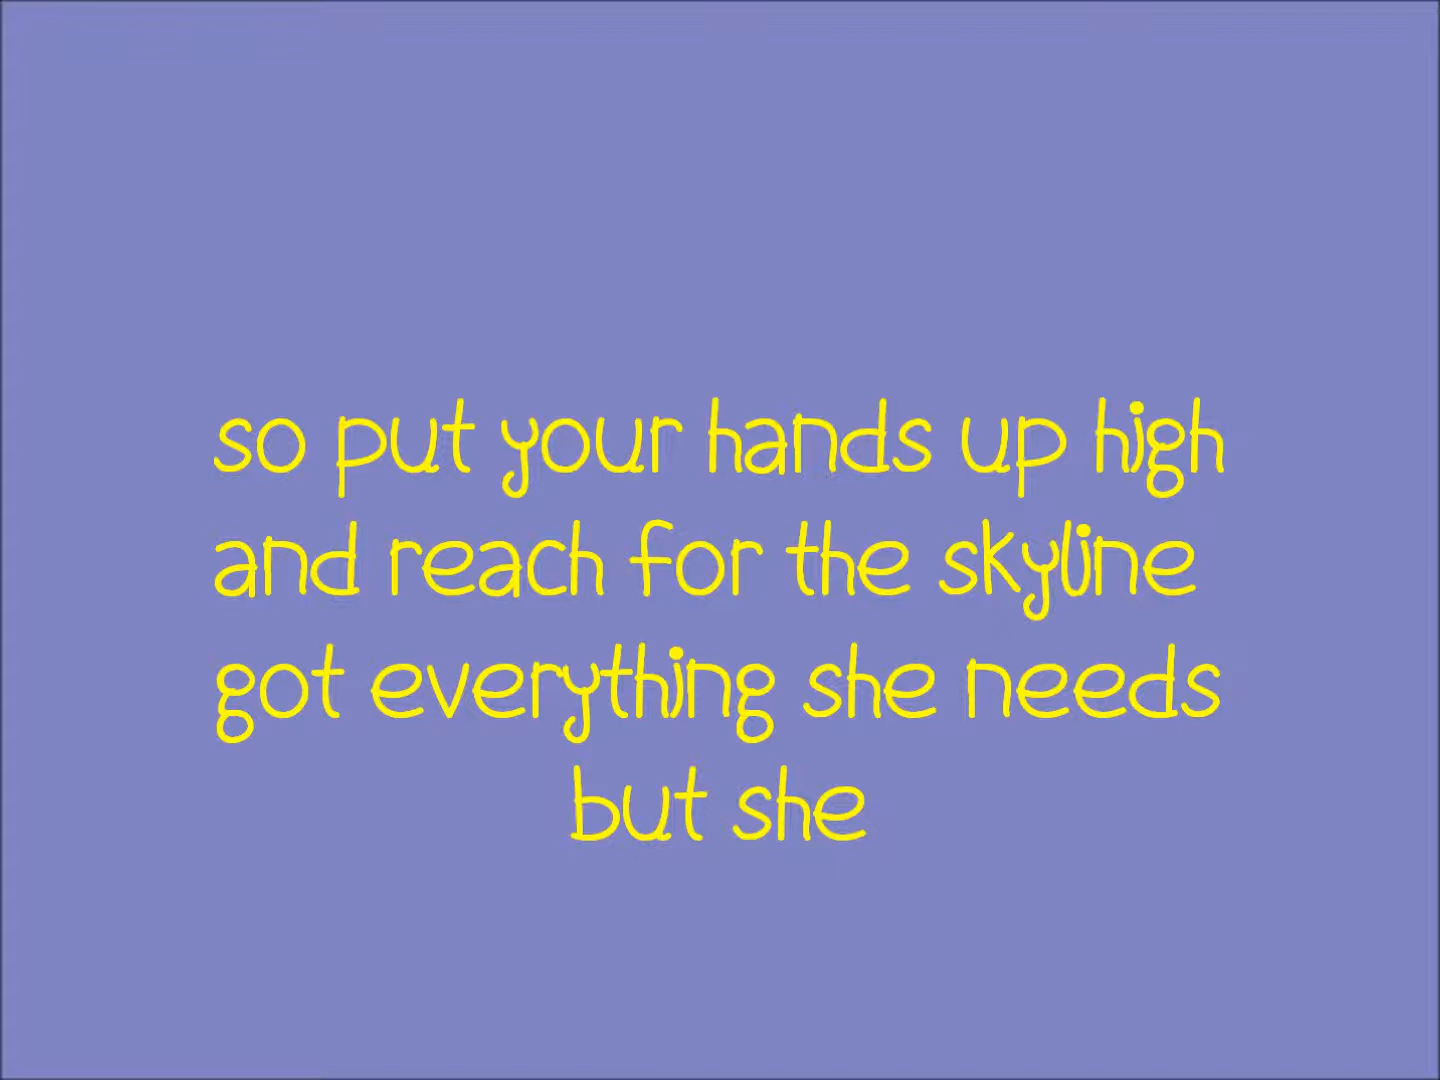 so put your hands up high
and reach for the skyline
got everything she needs
but she